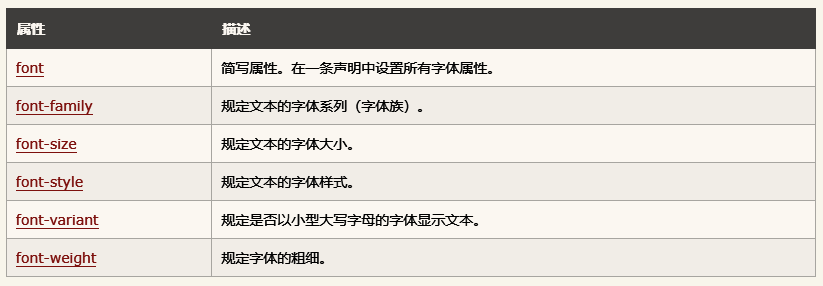 属性 描述
font 简写属性。在一条声明中设置所有字体属性。
font-family 规定文本的字体系列（字体族）。
font-size 规定文本的字体大小。
font-style 规定文本的字体样式。
font-variant 规定是否以小型大写字母的字体显示文本。
font-weight 规定字体的粗细。